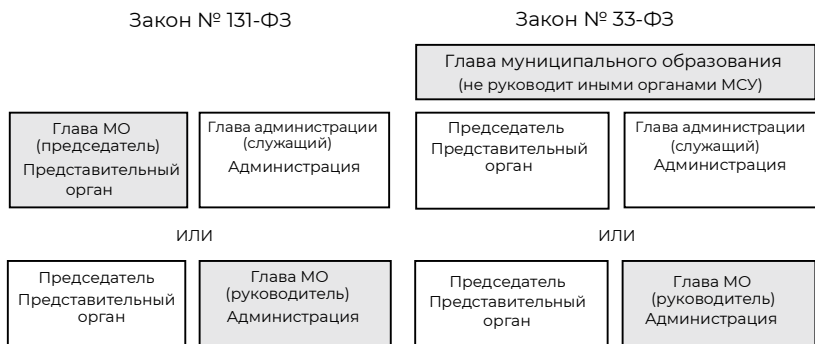 Закон № 131-ФЗ
Закон № 33-ФЗ
Глава муниципального образования
(не руководит иными органами МСУ)
Глава МО
(председатель)
Представительный
орган
Глава администрации
(служащий)
Администрация
Председатель
Представительный
орган
Глава администрации
(служащий)
Администрация
ИЛИ
ИЛИ
Председатель
Представительный
орган
Глава МО
(руководитель)
Администрация
Председатель
Представительный
орган
Глава МО
(руководитель)
Администрация